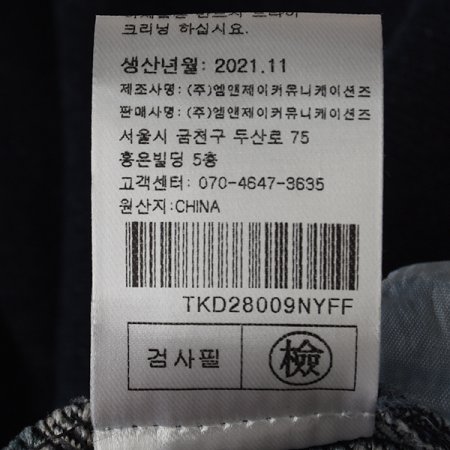 크리닝 하십시요.
생산년월: 2021.11
제조사명: (주)엠앤제이커뮤니케이션즈
판매사명: (주)엠앤제이커뮤니케이션즈
서울시 금천구 두산로 75
홍은빌딩 5층
고객센터: 070-4647-3635
원산지:CHINA
TKD28009NYFF
검사필 檢